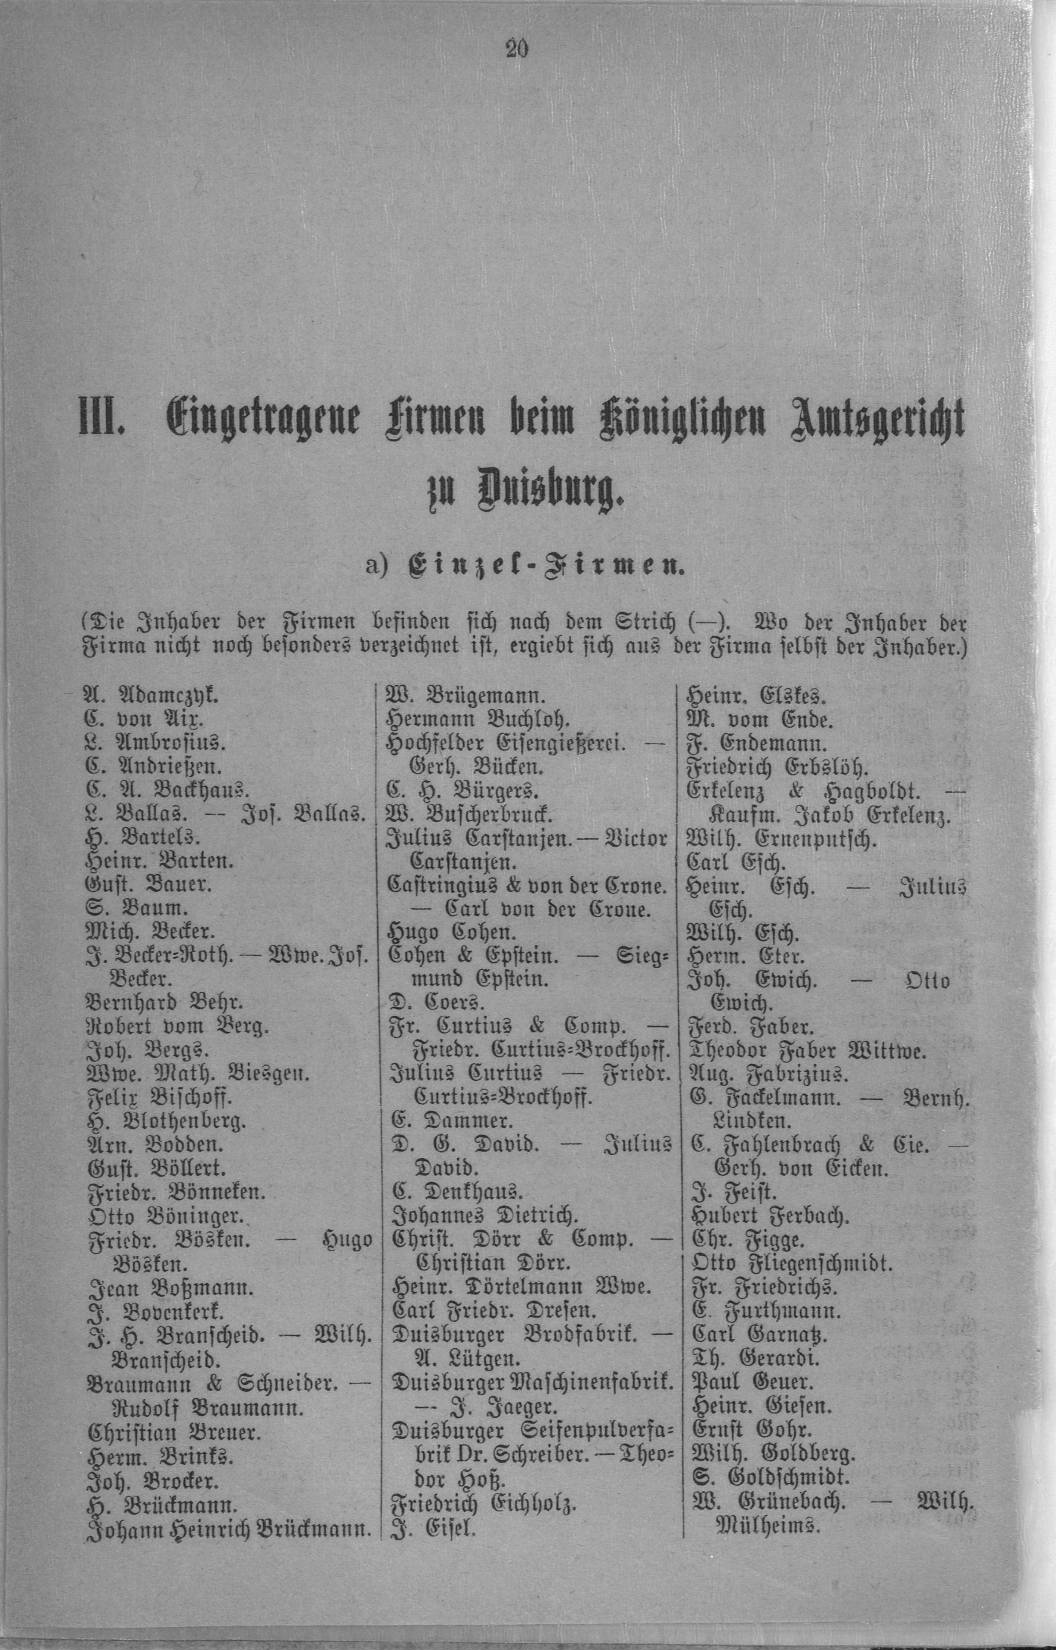 20
III. Eingetragene Firmen beim Königlichen Amtsgericht
zu Duisburg.
a) Einzel-Firmen.
(Die Inhaber der Firmen befinden sich nach dem Strich (—). Wo der Inhaber der
Firma nicht noch besonders verzeichnet ist, ergiebt sich aus der Firma selbst der Inhaber.)
A. Adamczyk.
C. von Aix.
L. Ambrosius.
C. Andrießen.
C. A. Backhaus.
L. Ballas. — Jos. Ballas.
H. Bartels.
Heinr. Barten.
Gust. Bauer.
S. Baum.
Mich. Becker.
J. Becker-Roth. — Wwe. Jos.
Becker.
Bernhard Behr.
Robert vom Berg.
Joh. Bergs.
Wwe. Math. Biesgen.
Felix Bischoff.
H. Blothenberg.
Arn. Bodden.
Gust. Böllert.
Friedr. Bönneken.
Otto Böninger.
Friedr. Bösken. — Hugo
Bösken.
Jean Boßmann.
J. Bovenkerk.
J. H. Branscheid. — Wilh.
Branscheid.
Braumann & Schneider. —
Rudolf Braumann.
Christian Breuer.
Herm. Brinks.
Joh. Brocker.
H. Brückmann.
Johann Heinrich Brückmann.
W. Brügemann.
Hermann Buchloh.
Hochfelder Eisengießerei. —
Gerh. Bücken.
C. H. Bürgers.
W. Buscherbruck.
Julius Carstanjen. — Victor
Carstanjen.
Castringius & von der Crone.
— Carl von der Crone.
Hugo Cohen.
Cohen & Epstein. — Sieg-
mund Epstein.
D. Coers.
Fr. Curtius & Comp. —
Friedr. Curtius-Brockhoff.
Julius Curtius — Friedr.
Curtius-Brockhoff.
E. Dammer.
D. G. David. — Julius
David.
C. Denkhaus.
Johannes Dietrich.
Christ. Dörr & Comp. —
Christian Dörr.
Heinr. Törtelmann Wwe.
Carl Friedr. Dresen.
Duisburger Brodfabrik. —
A. Lütgen.
Duisburger Maschinenfabrik.
— J. Jaeger.
Duisburger Seifenpulverfa-
brik Dr. Schreiber. — Theo-
dor Hoß.
Friedrich Eichholz.
J. Eisel.
Heinr. Elskes.
M. vom Ende.
F. Endemann.
Friedrich Erbslöh.
Erkelenz & Hagboldt. —
Kaufm. Jakob Erkelenz.
Wilh. Ernenputsch.
Carl Esch.
Heinr. Esch. — Julius
Esch.
Wilh. Esch.
Herm. Eter.
Joh. Ewich. — Otto
Ewich.
Ferd. Faber.
Theodor Faber Wittwe.
Aug. Fabrizius.
G. Fackelmann. — Bernh.
Lindken.
C. Fahlenbrach & Cie. —
Gerh. von Eicken.
J. Feist.
Hubert Ferbach.
Chr. Figge.
Otto Fliegenschmidt.
Fr. Friedrichs.
E. Furthmann.
Carl Garnatz.
Th. Gerardi.
Paul Geuer.
Heinr. Giesen.
Ernst Gohr.
Wilh. Goldberg.
S. Goldschmidt.
W. Grünebach. — Wilh.
Mülheims.